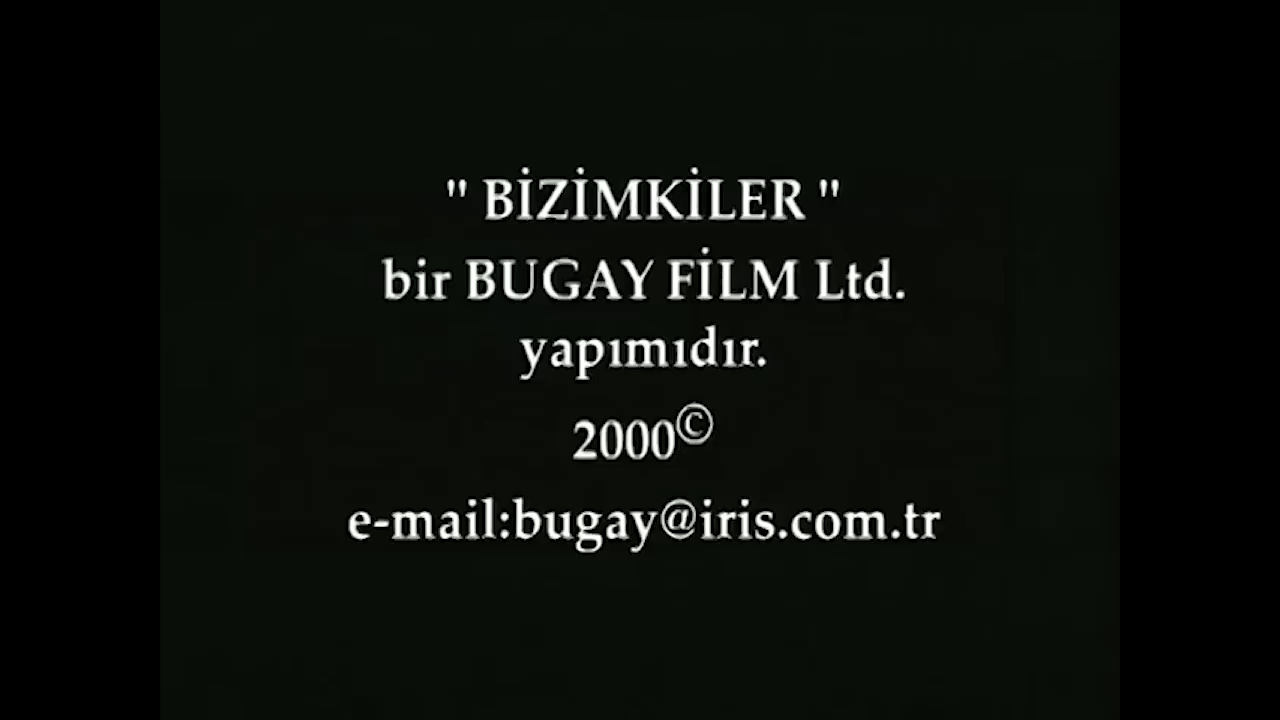 " BİZİMKİLER "
bir BUGAY FİLM Ltd.
yapımıdır.
2000©
e-mail:bugay@iris.com.tr